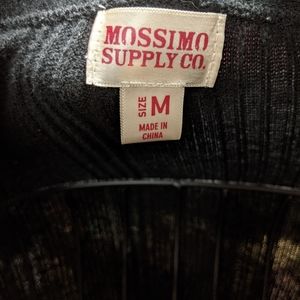 MOSSIMO
SUPPLY CO.
SIZE M
MADE IN
CHINA